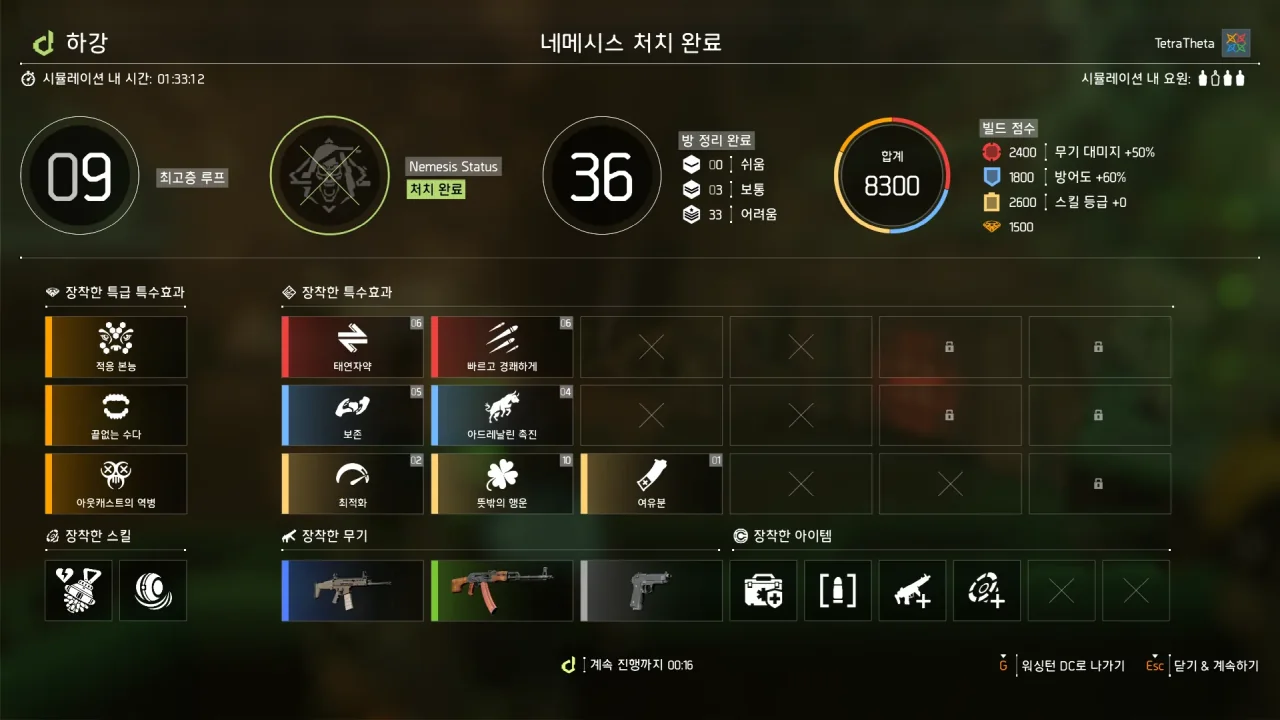 하강
네메시스 처치 완료
TetraTheta
시뮬레이션 내 시간: 01:33:12
시뮬레이션 내 요원:
09
최고층 루프
Nemesis Status
처치 완료
36
방 정리 완료
00 쉬움
03 보통
33 어려움
합계
8300
빌드 점수
2400 무기 대미지 +50%
1800 방어도 +60%
2600 스킬 등급 +0
1500
장착한 특급 특수효과
적응 본능
끝없는 수다
아웃캐스트의 역병
장착한 특수효과
06 06
태연자약 빠르고 경쾌하게
05 04
보존 아드레날린 촉진
02 10 01
최적화 뜻밖의 행운 여유분
장착한 스킬
장착한 무기
장착한 아이템
계속 진행까지 00:16
G 워싱턴 DC로 나가기
Esc 닫기 & 계속하기